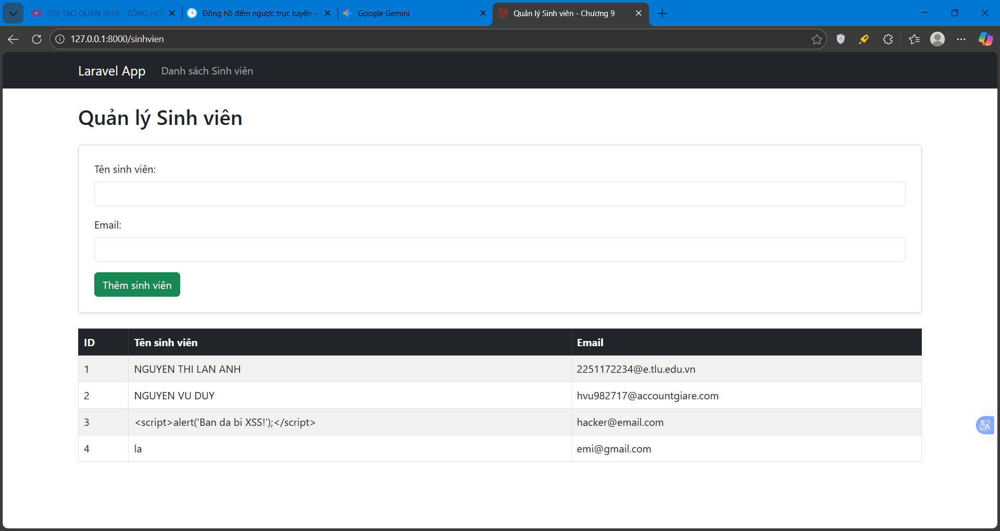 (10) TÁO QUÂN 2018 - TỔNG HỢP
Đồng hồ đếm ngược trực tuyến –
Google Gemini
Quản lý Sinh viên - Chương 9
127.0.0.1:8000/sinhvien
Laravel App
Danh sách Sinh viên
Quản lý Sinh viên
Tên sinh viên:
Email:
Thêm sinh viên
ID Tên sinh viên Email
1 NGUYEN THI LAN ANH 2251172234@e.tlu.edu.vn
2 NGUYEN VU DUY hvu982717@accountgiare.com
3 <script>alert('Ban da bi XSS!');</script> hacker@email.com
4 la emi@gmail.com